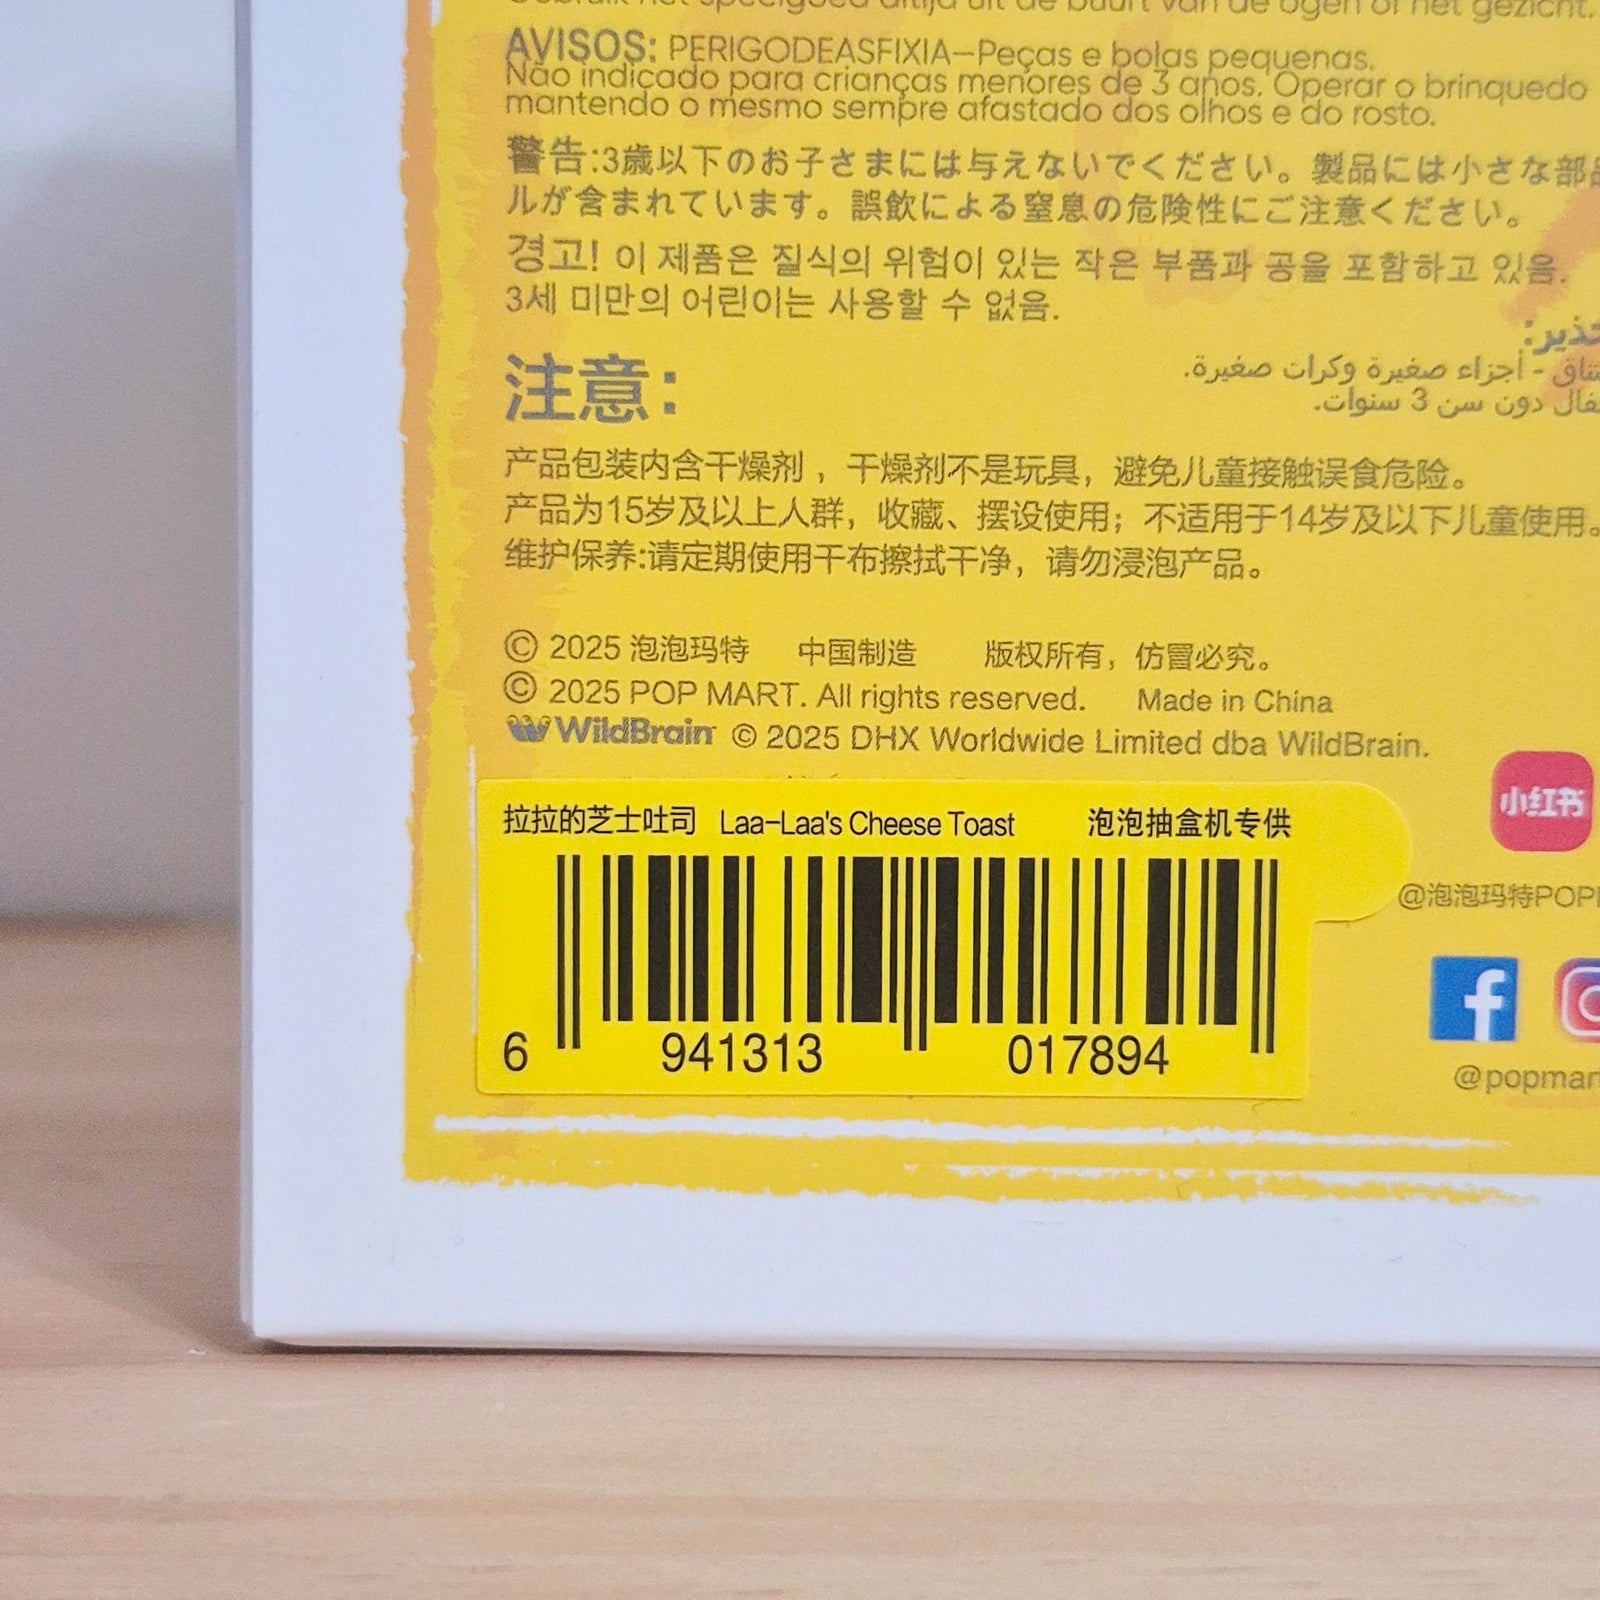 AVISOS: PERIGODEASFIXIA—Peças e bolas pequenas.
Não indicado para crianças menores de 3 anos. Operar o brinquedo
mantendo o mesmo sempre afastado dos olhos e do rosto.
警告:3歳以下のお子さまには与えないでください。製品には小さな部品
ルが含まれています。誤飲による窒息の危険性にご注意ください。
경고! 이 제품은 질식의 위험이 있는 작은 부품과 공을 포함하고 있음.
3세 미만의 어린이는 사용할 수 없음.
- أجزاء صغيرة وكرات صغيرة.
دون سن 3 سنوات.
注意:
产品包装内含干燥剂，干燥剂不是玩具，避免儿童接触误食危险。
产品为15岁及以上人群，收藏、摆设使用；不适用于14岁及以下儿童使用。
维护保养:请定期使用干布擦拭干净，请勿浸泡产品。
© 2025 泡泡玛特 中国制造 版权所有，仿冒必究。
© 2025 POP MART. All rights reserved. Made in China
WildBrain © 2025 DHX Worldwide Limited dba WildBrain.
小红书
拉拉的芝士吐司 Laa-Laa's Cheese Toast 泡泡抽盒机专供
@泡泡玛特POP
6 941313 017894
@popmar